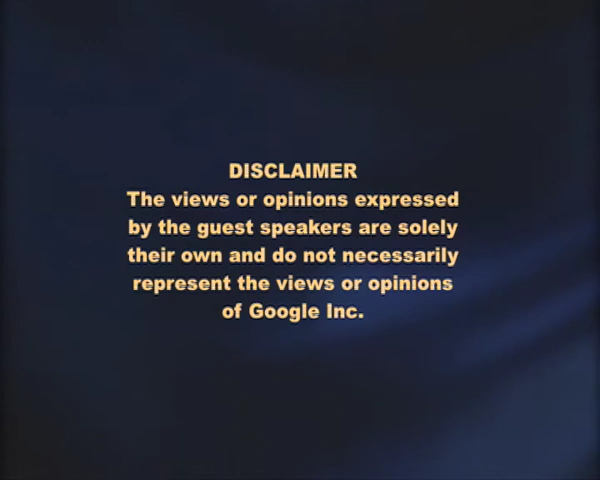 DISCLAIMER
The views or opinions expressed
by the guest speakers are solely
their own and do not necessarily
represent the views or opinions
of Google Inc.